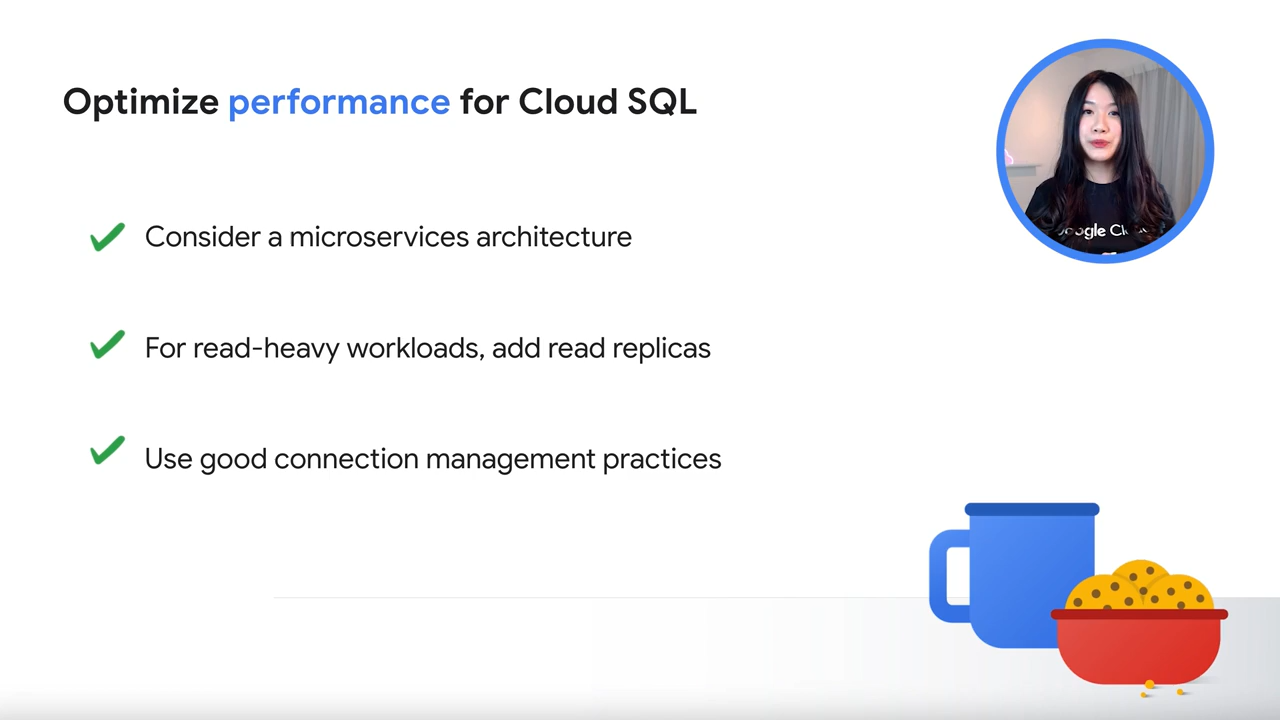 Optimize performance for Cloud SQL
Consider a microservices architecture
For read-heavy workloads, add read replicas
Use good connection management practices